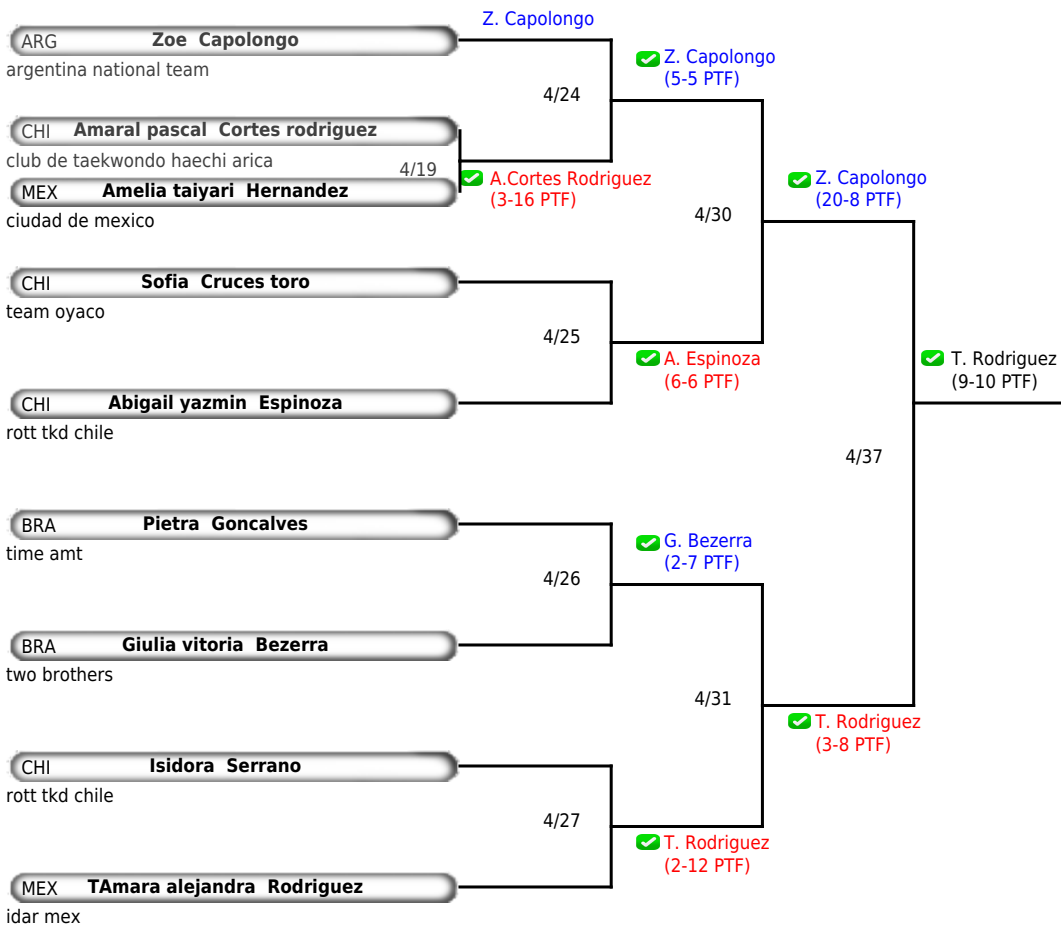 Z. Capolongo
ARG Zoe Capolongo
argentina national team
Z. Capolongo
(5-5 PTF)
4/24
CHI Amaral pascal Cortes rodriguez
club de taekwondo haechi arica
4/19
A.Cortes Rodriguez
(3-16 PTF)
Z. Capolongo
(20-8 PTF)
MEX Amelia taiyari Hernandez
ciudad de mexico
4/30
CHI Sofia Cruces toro
team oyaco
4/25
A. Espinoza
(6-6 PTF)
T. Rodriguez
(9-10 PTF)
CHI Abigail yazmin Espinoza
rott tkd chile
4/37
BRA Pietra Goncalves
time amt
G. Bezerra
(2-7 PTF)
4/26
BRA Giulia vitoria Bezerra
two brothers
4/31
T. Rodriguez
(3-8 PTF)
CHI Isidora Serrano
rott tkd chile
4/27
T. Rodriguez
(2-12 PTF)
MEX TAmara alejandra Rodriguez
idar mex